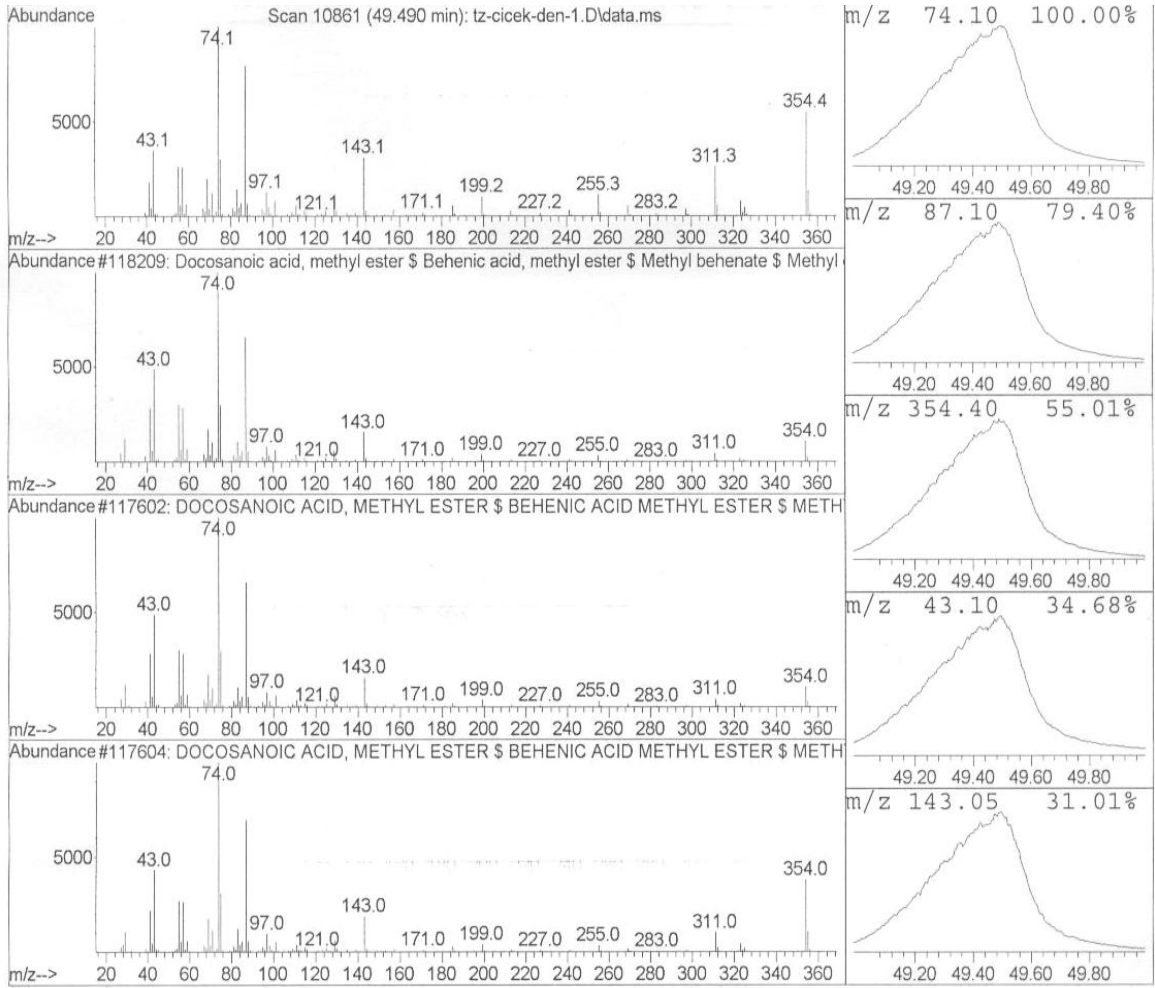 Abundance
Scan 10861 (49.490 min): tz-cicek-den-1.D\data.ms
74.1
5000
43.1
97.1
121.1
143.1
171.1
199.2
227.2
255.3
283.2
311.3
354.4
m/z-->
20 40 60 80 100 120 140 160 180 200 220 240 260 280 300 320 340 360
Abundance #118209: Docosanoic acid, methyl ester $ Behenic acid, methyl ester $ Methyl behenate $ Methyl
74.0
5000
43.0
97.0
121.0
143.0
171.0
199.0
227.0
255.0
283.0
311.0
354.0
m/z-->
20 40 60 80 100 120 140 160 180 200 220 240 260 280 300 320 340 360
Abundance #117602: DOCOSANOIC ACID, METHYL ESTER $ BEHENIC ACID METHYL ESTER $ METH
74.0
5000
43.0
97.0
121.0
143.0
171.0
199.0
227.0
255.0
283.0
311.0
354.0
m/z-->
20 40 60 80 100 120 140 160 180 200 220 240 260 280 300 320 340 360
Abundance #117604: DOCOSANOIC ACID, METHYL ESTER $ BEHENIC ACID METHYL ESTER $ METH
74.0
5000
43.0
97.0
121.0
143.0
171.0
199.0
227.0
255.0
283.0
311.0
354.0
m/z-->
20 40 60 80 100 120 140 160 180 200 220 240 260 280 300 320 340 360
m/z 74.10 100.00%
49.20 49.40 49.60 49.80
m/z 87.10 79.40%
49.20 49.40 49.60 49.80
m/z 354.40 55.01%
49.20 49.40 49.60 49.80
m/z 43.10 34.68%
49.20 49.40 49.60 49.80
m/z 143.05 31.01%
49.20 49.40 49.60 49.80